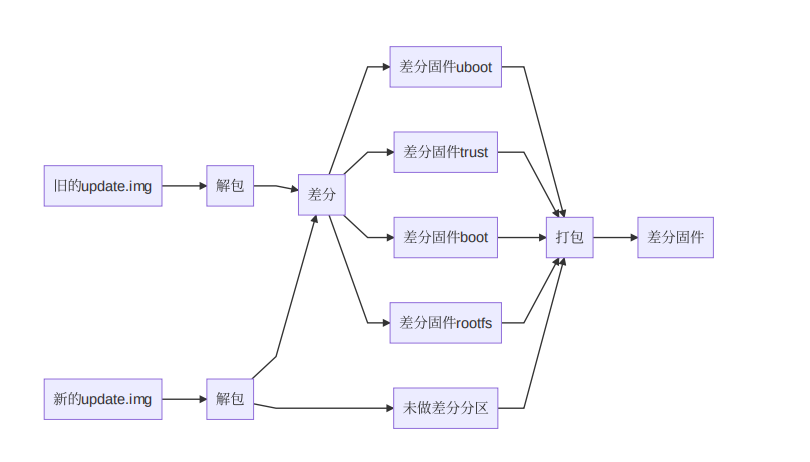 旧的update.img
解包
差分
差分固件uboot
差分固件trust
差分固件boot
差分固件rootfs
打包
差分固件
新的update.img
解包
未做差分分区